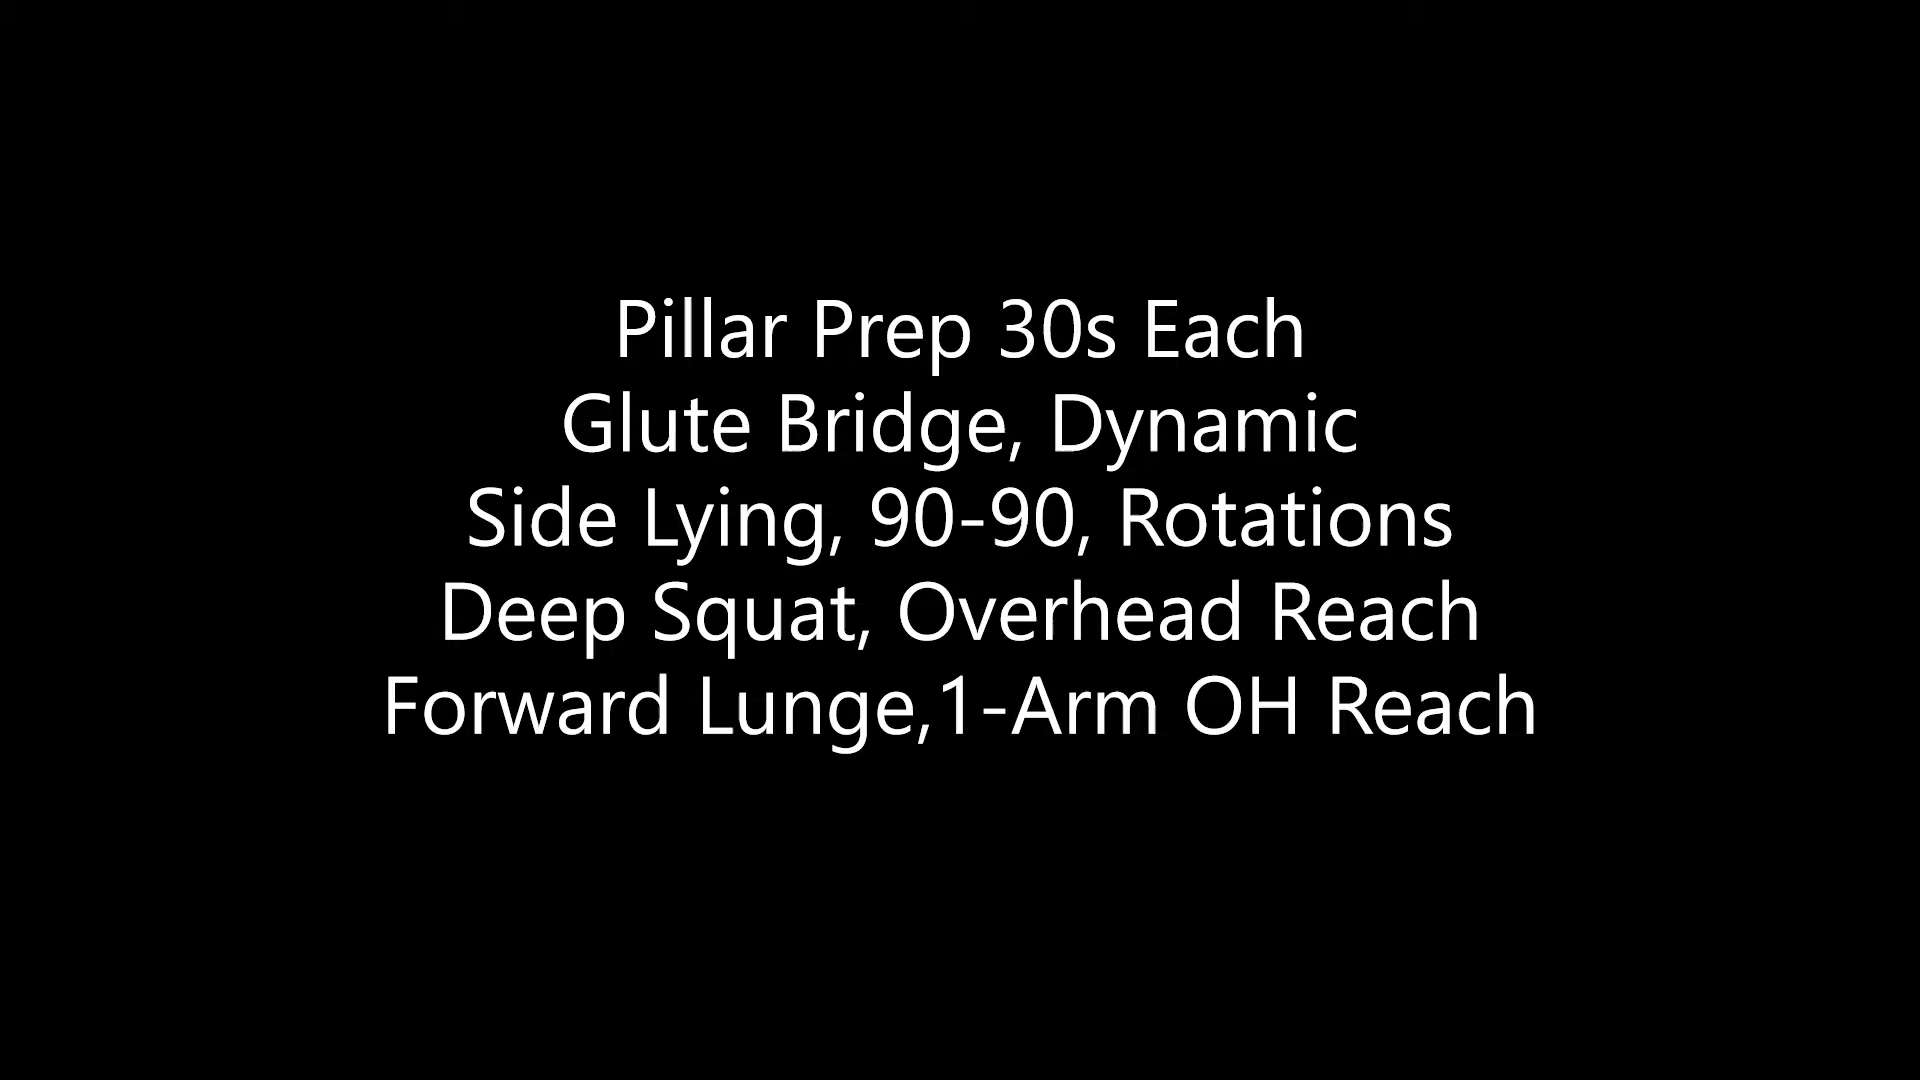 Pillar Prep 30s Each
Glute Bridge, Dynamic
Side Lying, 90-90, Rotations
Deep Squat, Overhead Reach
Forward Lunge,1-Arm OH Reach